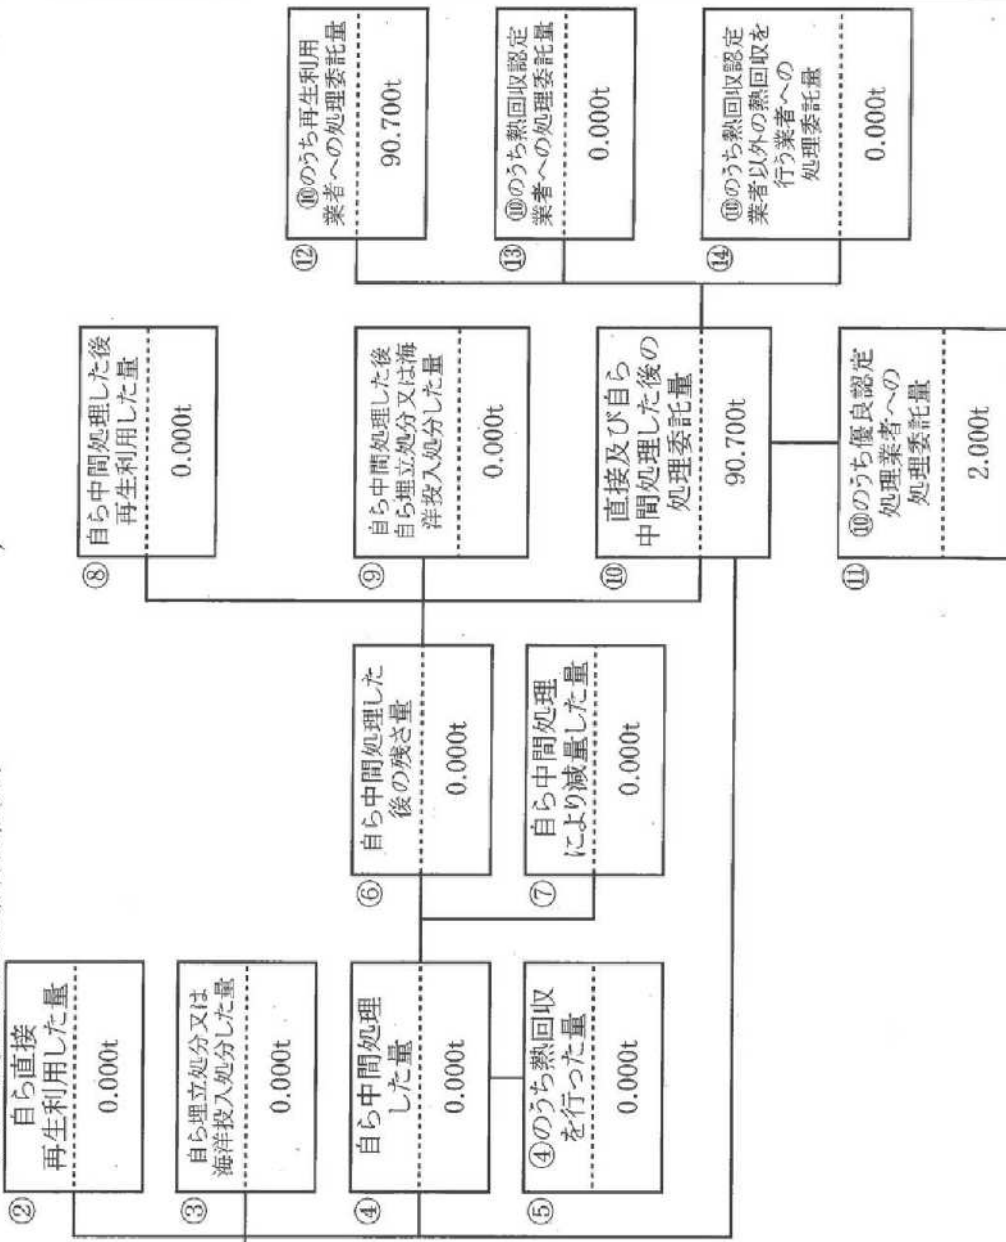 ②
自ら直接
再生利用した量
0.000t
③
自ら埋立処分又は
海洋投入処分した量
0.000t
④
自ら中間処理
した量
0.000t
⑤
④のうち熱回収
を行った量
0.000t
⑥
自ら中間処理した
後の残さ量
0.000t
⑦
自ら中間処理
により減量した量
0.000t
⑧
自ら中間処理した後
再生利用した量
0.000t
⑨
自ら中間処理した後
自ら埋立処分又は海
洋投入処分した量
0.000t
⑩
直接及び自ら
中間処理した後の
処理委託量
90.700t
⑪
⑩のうち優良認定
処理業者への
処理委託量
2.000t
⑫
⑩のうち再生利用
業者への処理委託量
90.700t
⑬
⑩のうち熱回収認定
業者への処理委託量
0.000t
⑭
⑩のうち熱回収認定
業者以外の熱回収を
行う業者への
処理委託量
0.000t